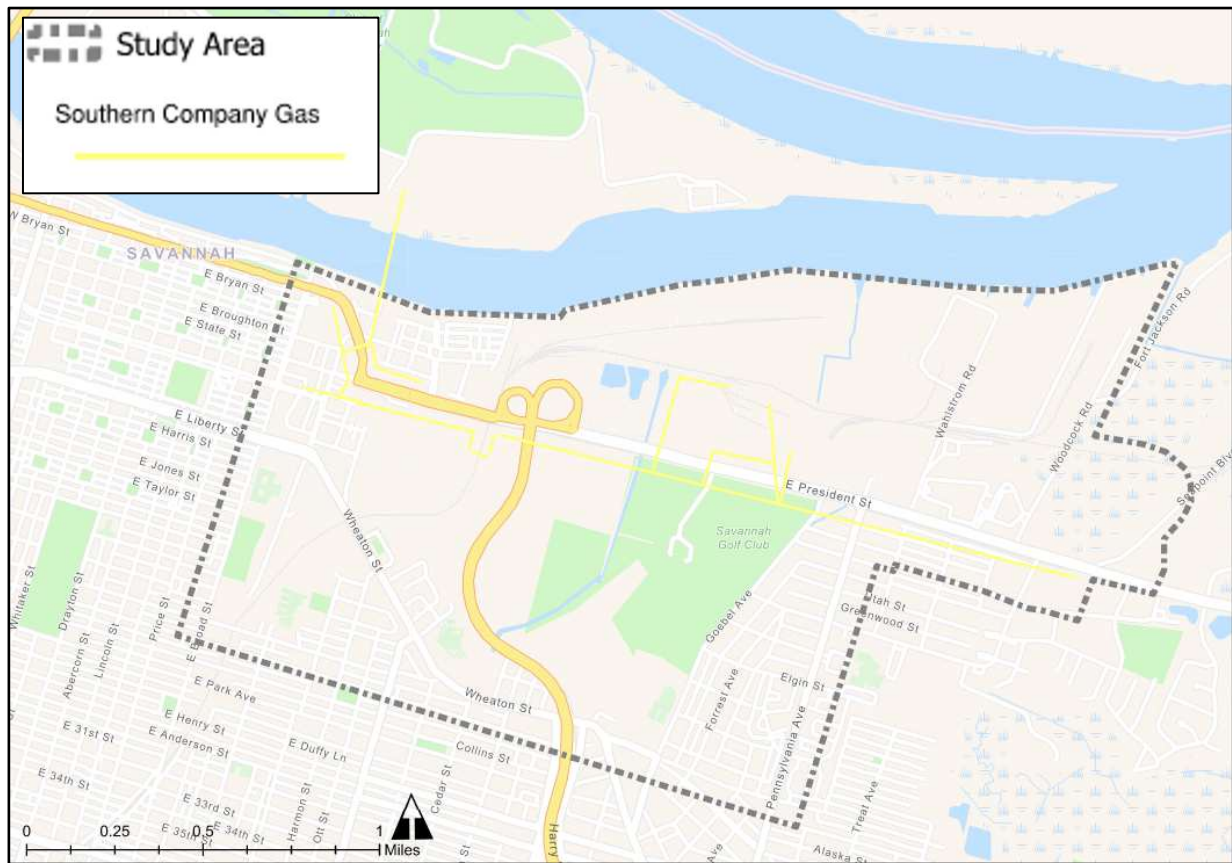 Study Area
Southern Company Gas
W Bryan St
SAVANNAH
E Bryan St
E Broughton St
E State St
E Liberty St
E Harris St
E Jones St
E Taylor St
Whitaker St
Drayton St
Abercorn St
Lincoln St
Price St
E Broad St
Wheaton St
E Park Ave
E Henry St
E Anderson St
E 31st St
E Duffy Ln
E 34th St
E 33rd St
E 34th St
E 35th St
Harmon St
Ott St
Cedar St
Collins St
Wheaton St
Harry
Savannah
Golf Club
E President St
Goebel Ave
Forrest Ave
Pennsylvania Ave
Elgin St
Utah St
Greenwood St
Treat Ave
Alaska St
Ave
Wahlstrom Rd
Woodcock Rd
Fort Jackson Rd
0 0.25 0.5 1
Miles